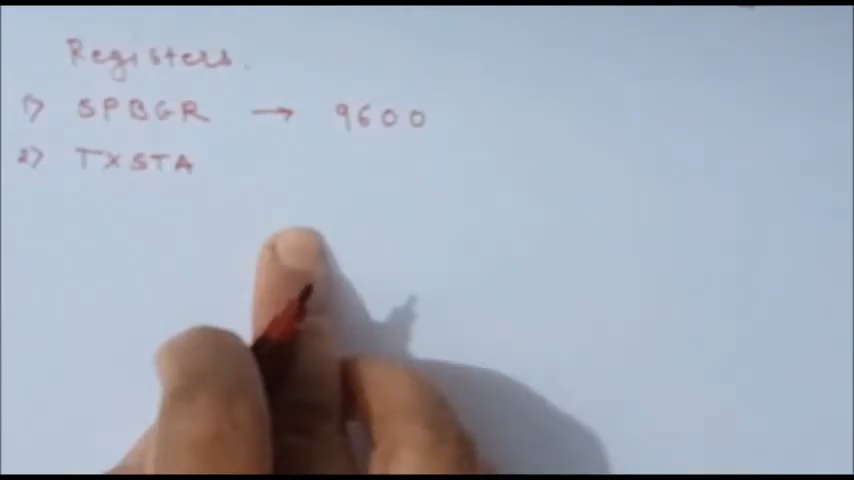 Registers.
1) SPBGR → 9600
2) TXSTA